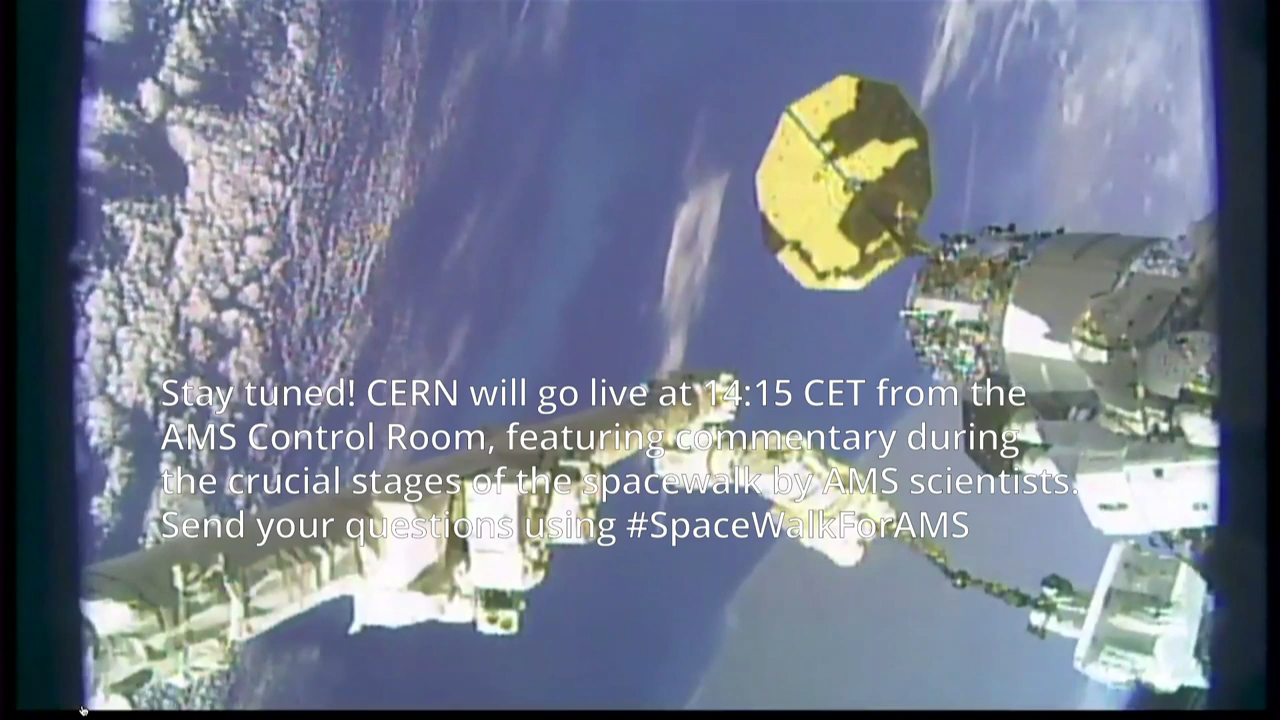 Stay tuned! CERN will go live at 14:15 CET from the
AMS Control Room, featuring commentary during
the crucial stages of the spacewalk by AMS scientists.
Send your questions using #SpaceWalkForAMS